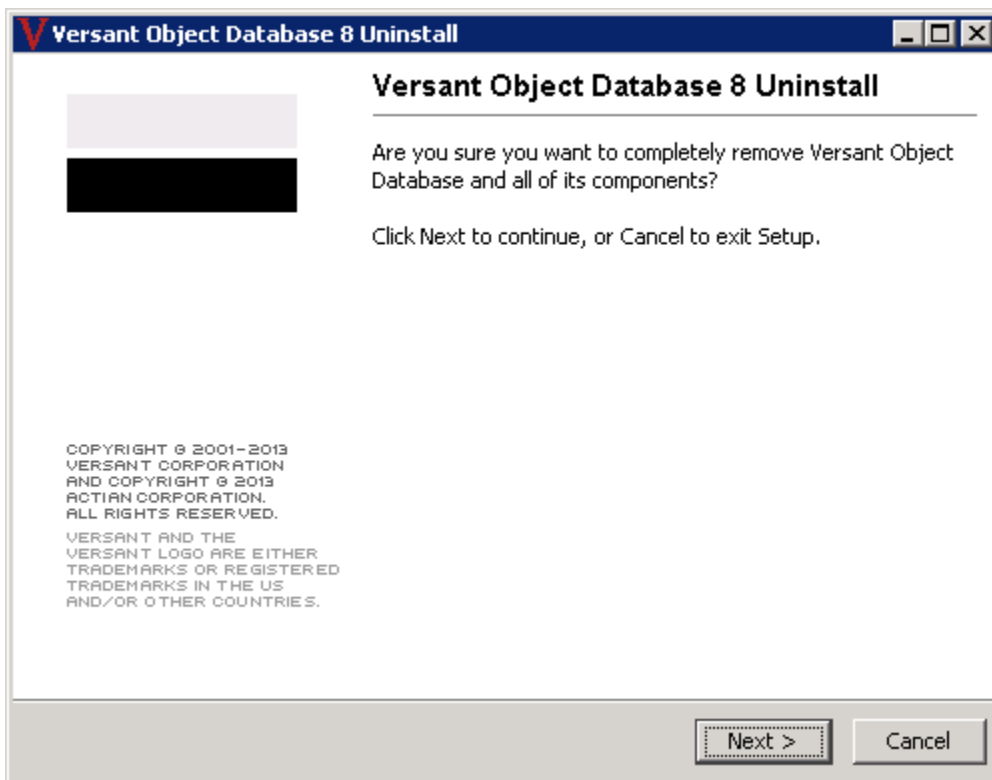 Versant Object Database 8 Uninstall
Versant Object Database 8 Uninstall
Are you sure you want to completely remove Versant Object
Database and all of its components?
Click Next to continue, or Cancel to exit Setup.
COPYRIGHT © 2001-2013
VERSANT CORPORATION
AND COPYRIGHT © 2013
ACTIAN CORPORATION.
ALL RIGHTS RESERVED.
VERSANT AND THE
VERSANT LOGO ARE EITHER
TRADEMARKS OR REGISTERED
TRADEMARKS IN THE US
AND/OR OTHER COUNTRIES.
Next >
Cancel